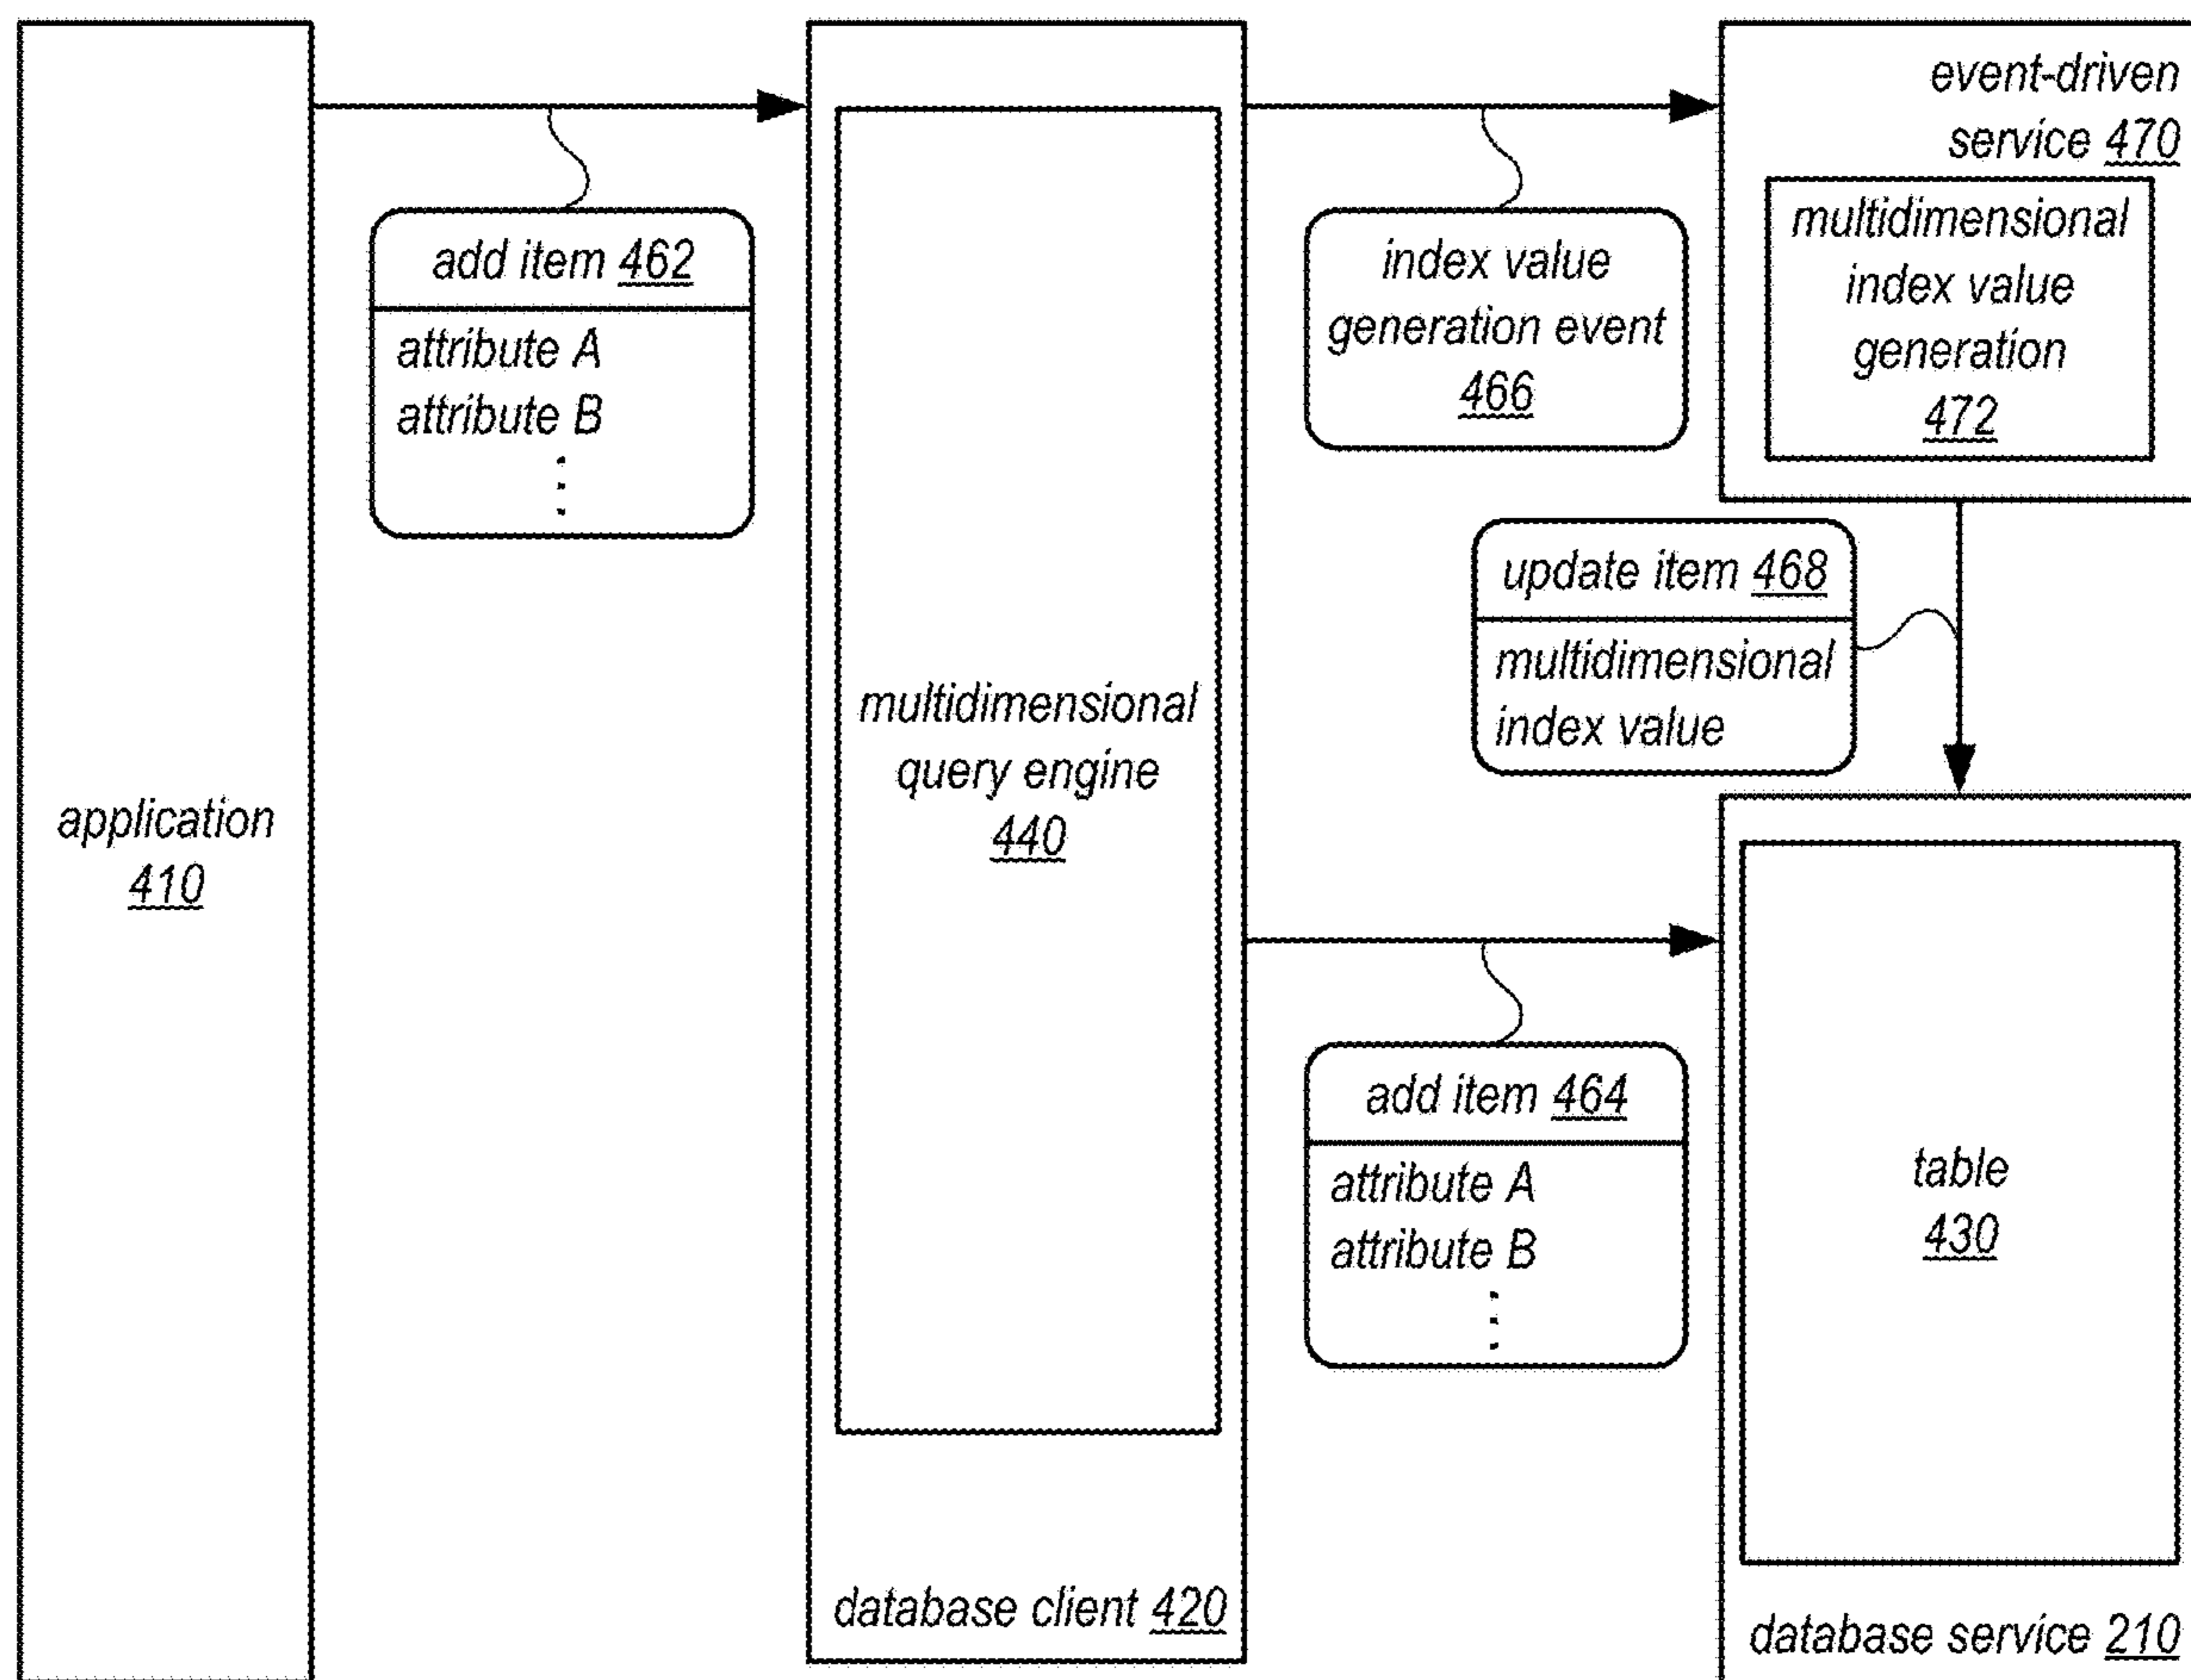 application
410
add item 462
attribute A
attribute B
multidimensional
query engine
440
database client 420
index value
generation event
466
event-driven
service 470
multidimensional
index value
generation
472
update item 468
multidimensional
index value
add item 464
attribute A
attribute B
table
430
database service 210